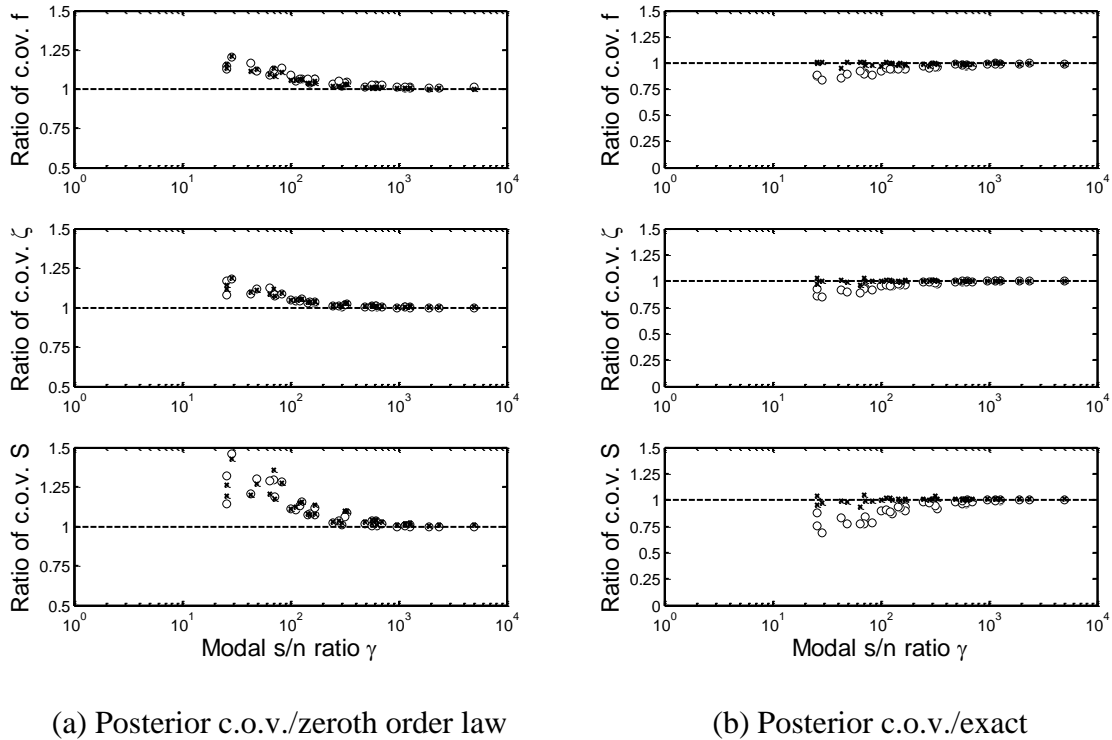 1.5
1.25
1
0.75
0.5
Ratio of c.ov. f
10^0 10^1 10^2 10^3 10^4
1.5
1.25
1
0.75
0.5
Ratio of c.o.v. ζ
10^0 10^1 10^2 10^3 10^4
1.5
1.25
1
0.75
0.5
Ratio of c.o.v. S
10^0 10^1 10^2 10^3 10^4
Modal s/n ratio γ
(a) Posterior c.o.v./zeroth order law
1.5
1.25
1
0.75
0.5
0.25
0
Ratio of c.ov. f
10^0 10^1 10^2 10^3 10^4
1.5
1.25
1
0.75
0.5
0.25
0
Ratio of c.o.v. ζ
10^0 10^1 10^2 10^3 10^4
1.5
1.25
1
0.75
0.5
0.25
0
Ratio of c.o.v. S
10^0 10^1 10^2 10^3 10^4
Modal s/n ratio γ
(b) Posterior c.o.v./exact